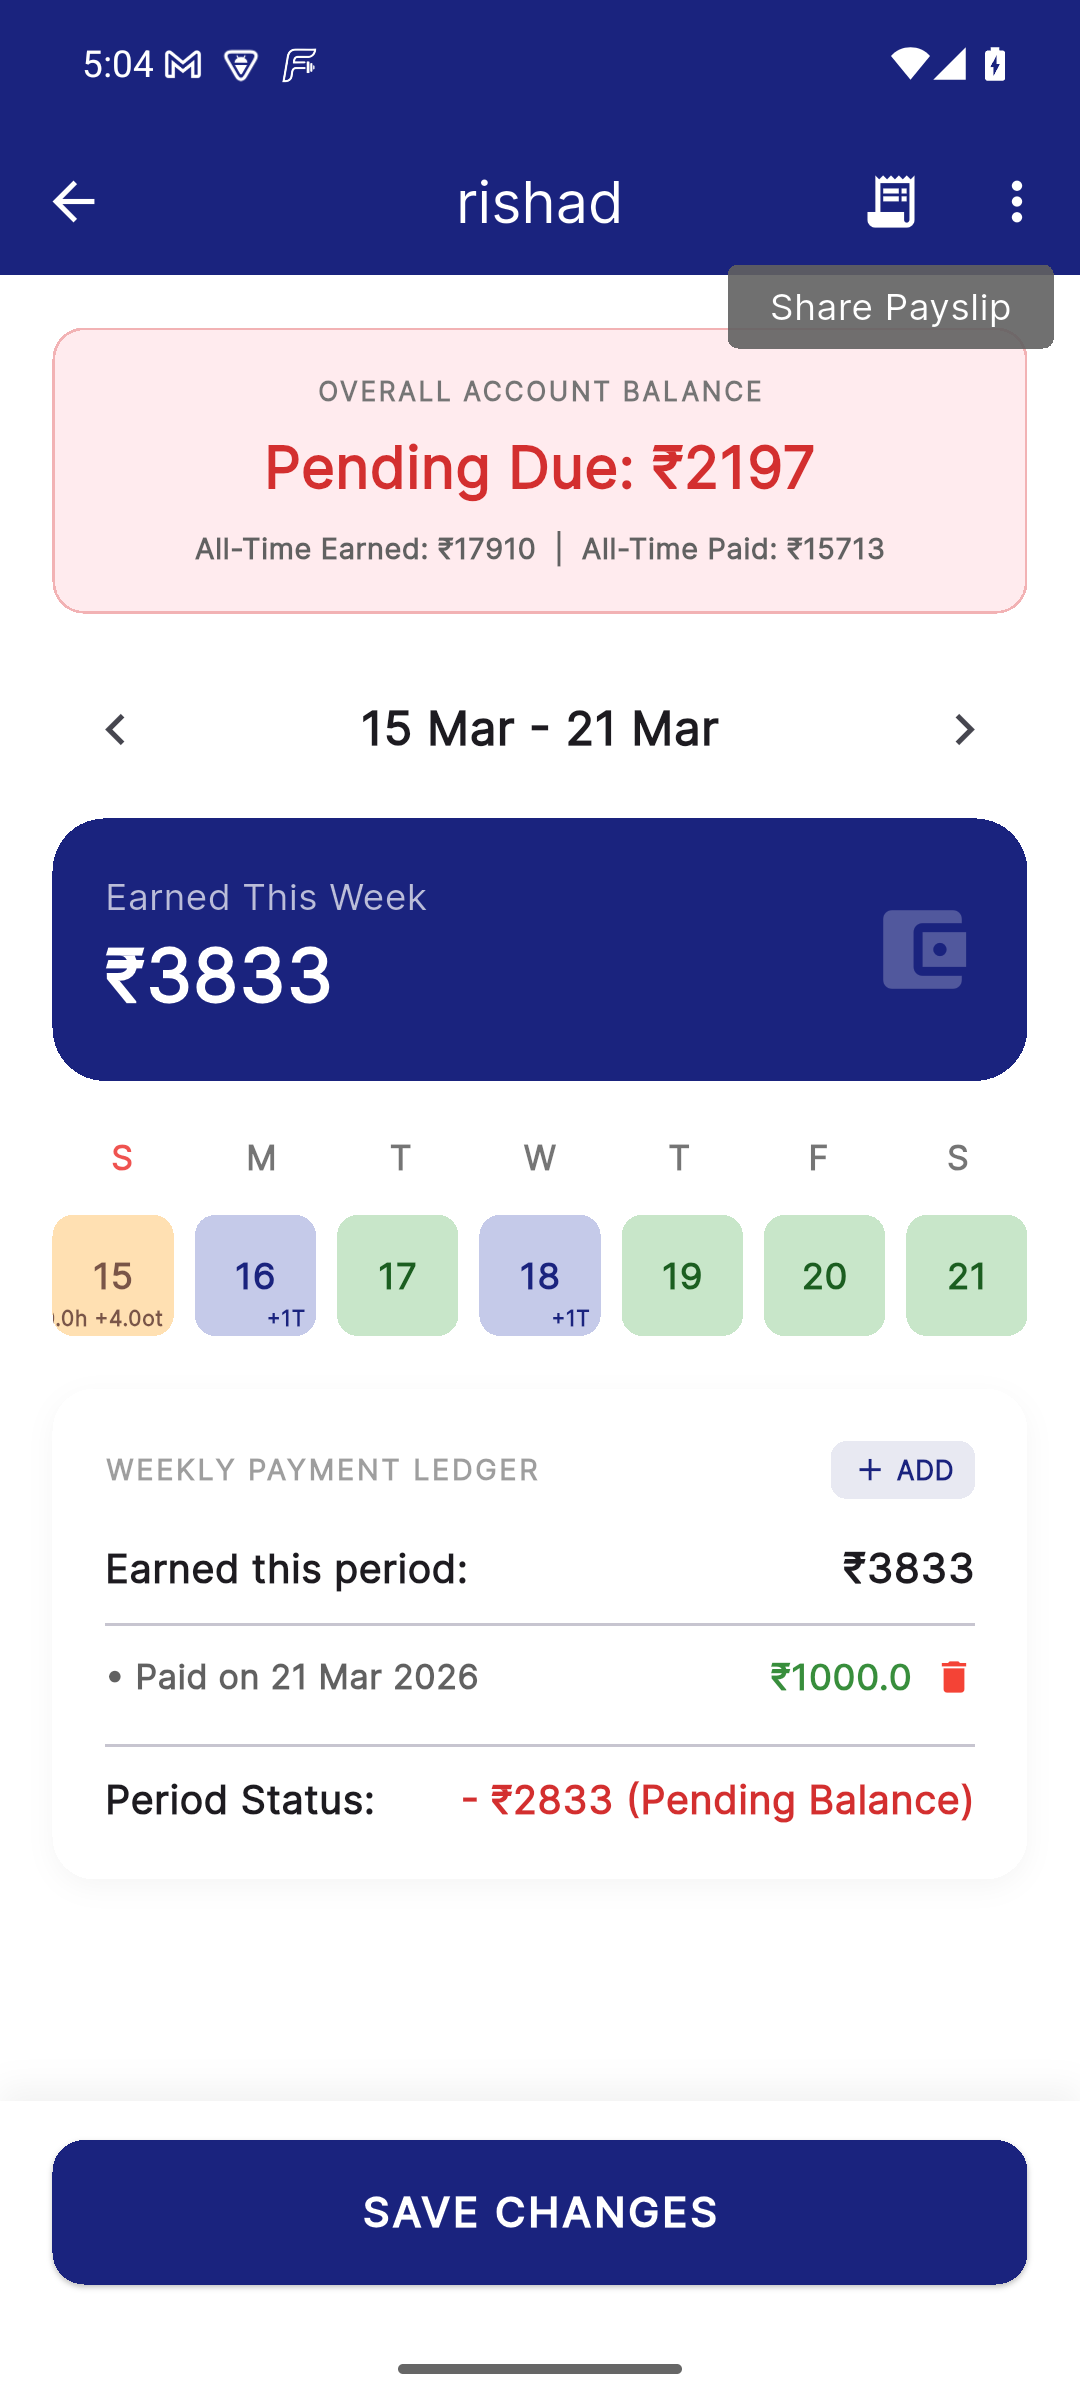 5:04
rishad
Share Payslip
OVERALL ACCOUNT BALANCE
Pending Due: ₹2197
All-Time Earned: ₹17910 | All-Time Paid: ₹15713
15 Mar - 21 Mar
Earned This Week
₹3833
S M T W T F S
15 16 17 18 19 20 21
.0h +4.0ot +1T +1T
WEEKLY PAYMENT LEDGER + ADD
Earned this period: ₹3833
• Paid on 21 Mar 2026 ₹1000.0
Period Status: - ₹2833 (Pending Balance)
SAVE CHANGES